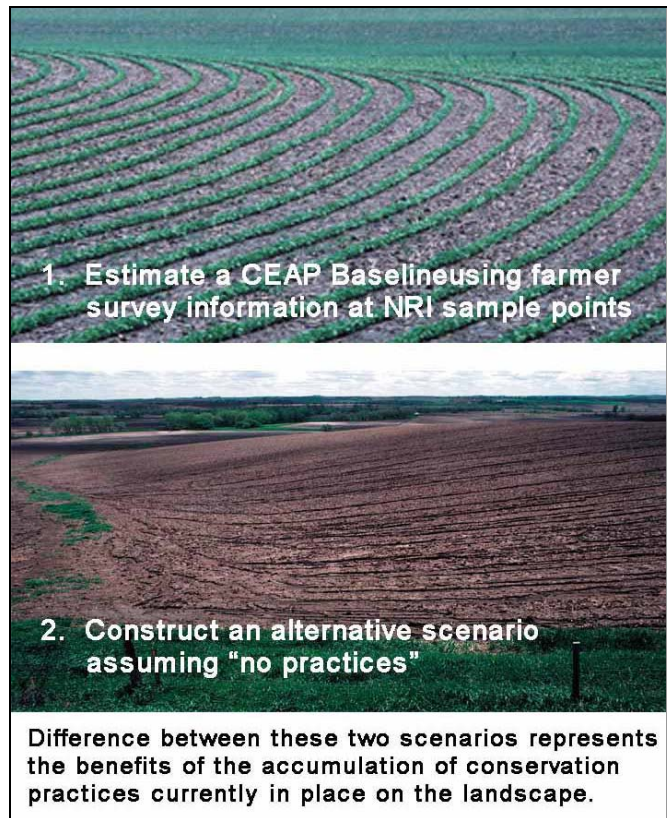 1. Estimate a CEAP Baselineusing farmer
survey information at NRI sample points
2. Construct an alternative scenario
assuming “no practices”
Difference between these two scenarios represents
the benefits of the accumulation of conservation
practices currently in place on the landscape.